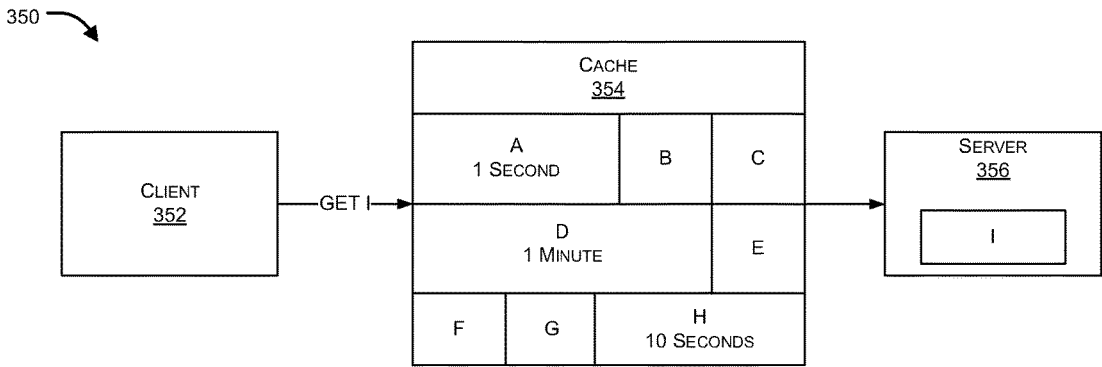 350
CACHE
354
A
1 SECOND
B
C
CLIENT
352
GET I
SERVER
356
I
D
1 MINUTE
E
F
G
H
10 SECONDS